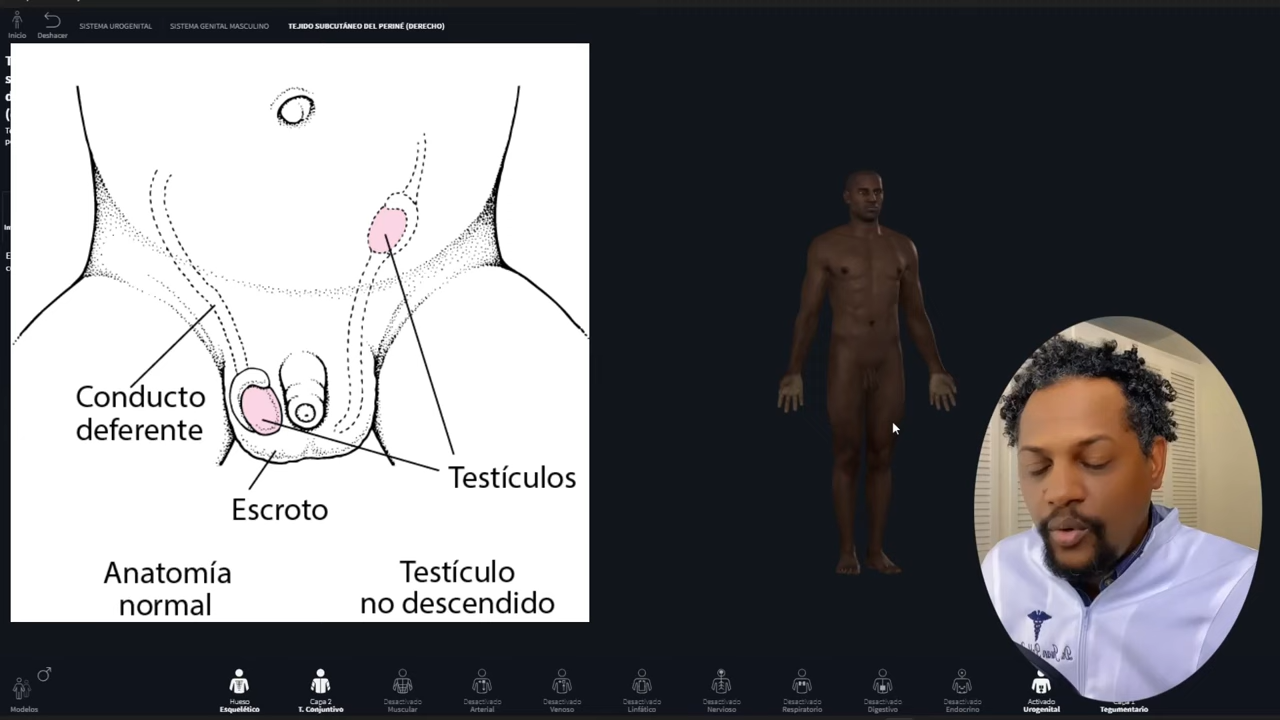 SISTEMA UROGENITAL
SISTEMA GENITAL MASCULINO
TEJIDO SUBCUTÁNEO DEL PERINÉ (DERECHO)
Inicio
Deshacer
Conducto
deferente
Testículos
Escroto
Anatomía
normal
Testículo
no descendido
Modelos
Hueso
Esquelético
Capa 2
T. Conjuntivo
Desactivado
Muscular
Desactivado
Arterial
Desactivado
Venoso
Desactivado
Linfático
Desactivado
Nervioso
Desactivado
Respiratorio
Desactivado
Digestivo
Desactivado
Endocrino
Activado
Urogenital
Capa 1
Tegumentario